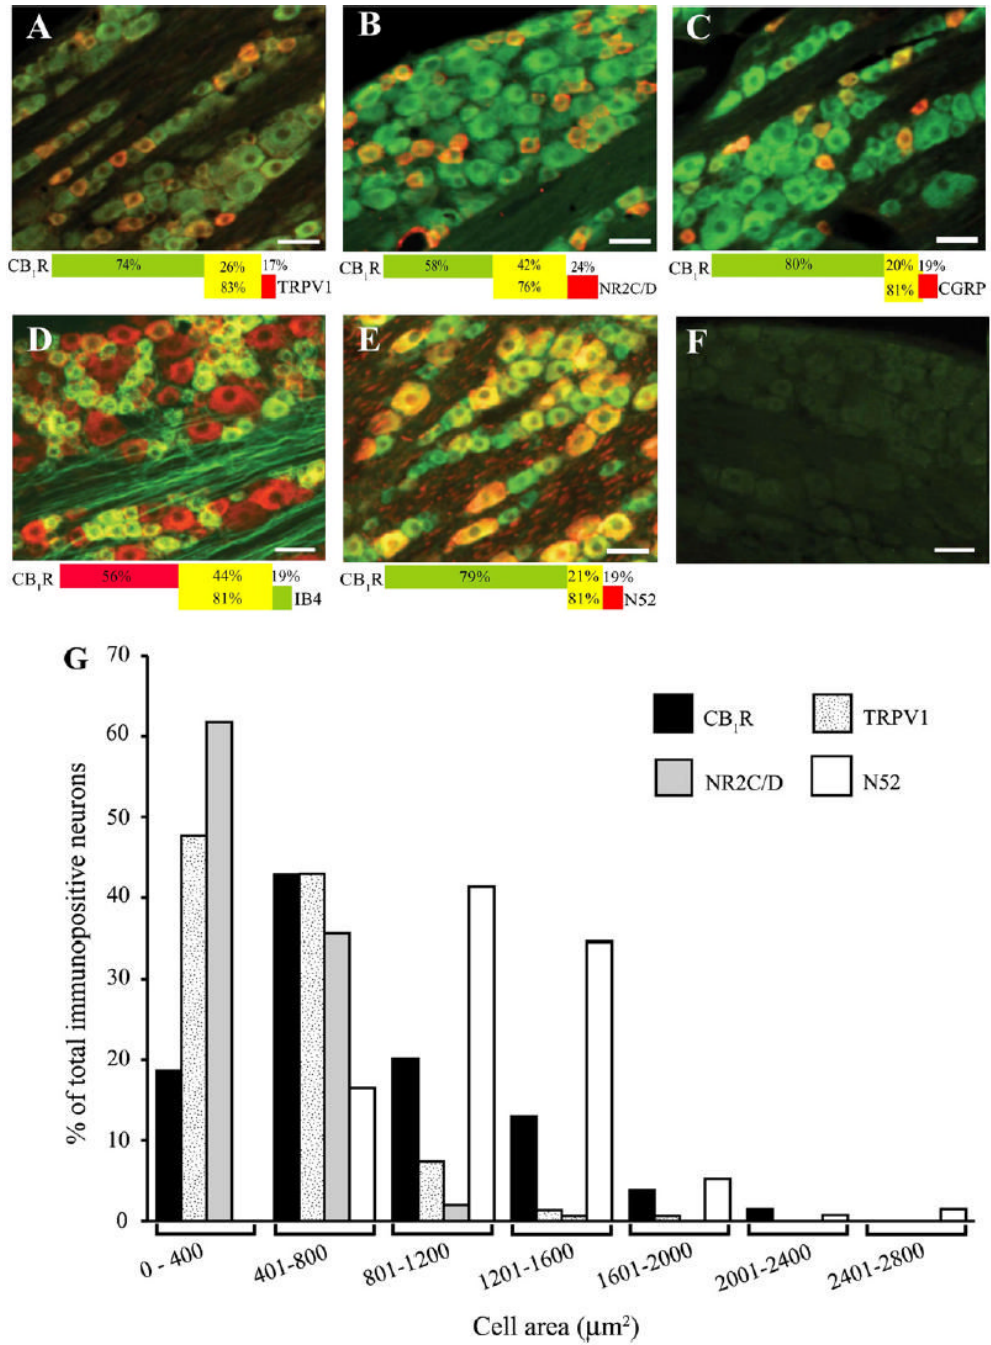 A
B
C
CB1R 74% 26% 17%
83% TRPV1
CB1R 58% 42% 24%
76% NR2C/D
CB1R 80% 20% 19%
81% CGRP
D
E
F
CB1R 56% 44% 19%
81% IB4
CB1R 79% 21% 19%
81% N52
G
70
60
50
40
30
20
10
0
% of total immunopositive neurons
CB1R
TRPV1
NR2C/D
N52
0 - 400
401-800
801-1200
1201-1600
1601-2000
2001-2400
2401-2800
Cell area (μm²)